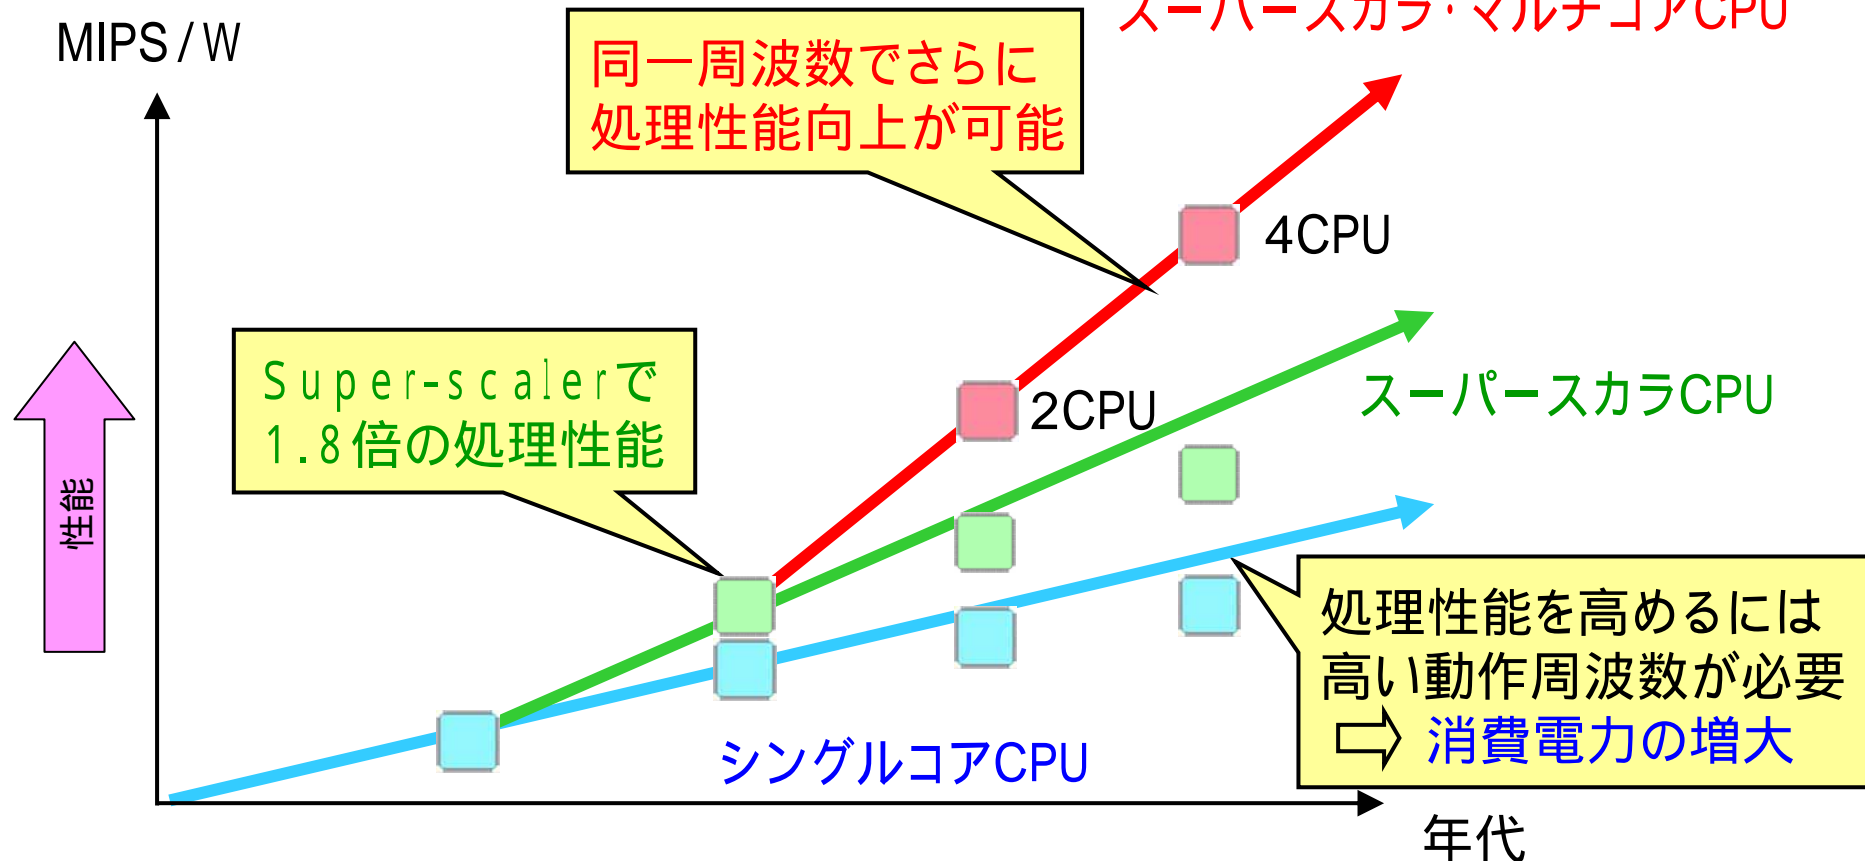 スーパースカラ・マルチコアCPU
MIPS/W
同一周波数でさらに
処理性能向上が可能
4CPU
Super-scalerで
1.8倍の処理性能
2CPU
スーパースカラCPU
性能
処理性能を高めるには
高い動作周波数が必要
⇨ 消費電力の増大
シングルコアCPU
年代